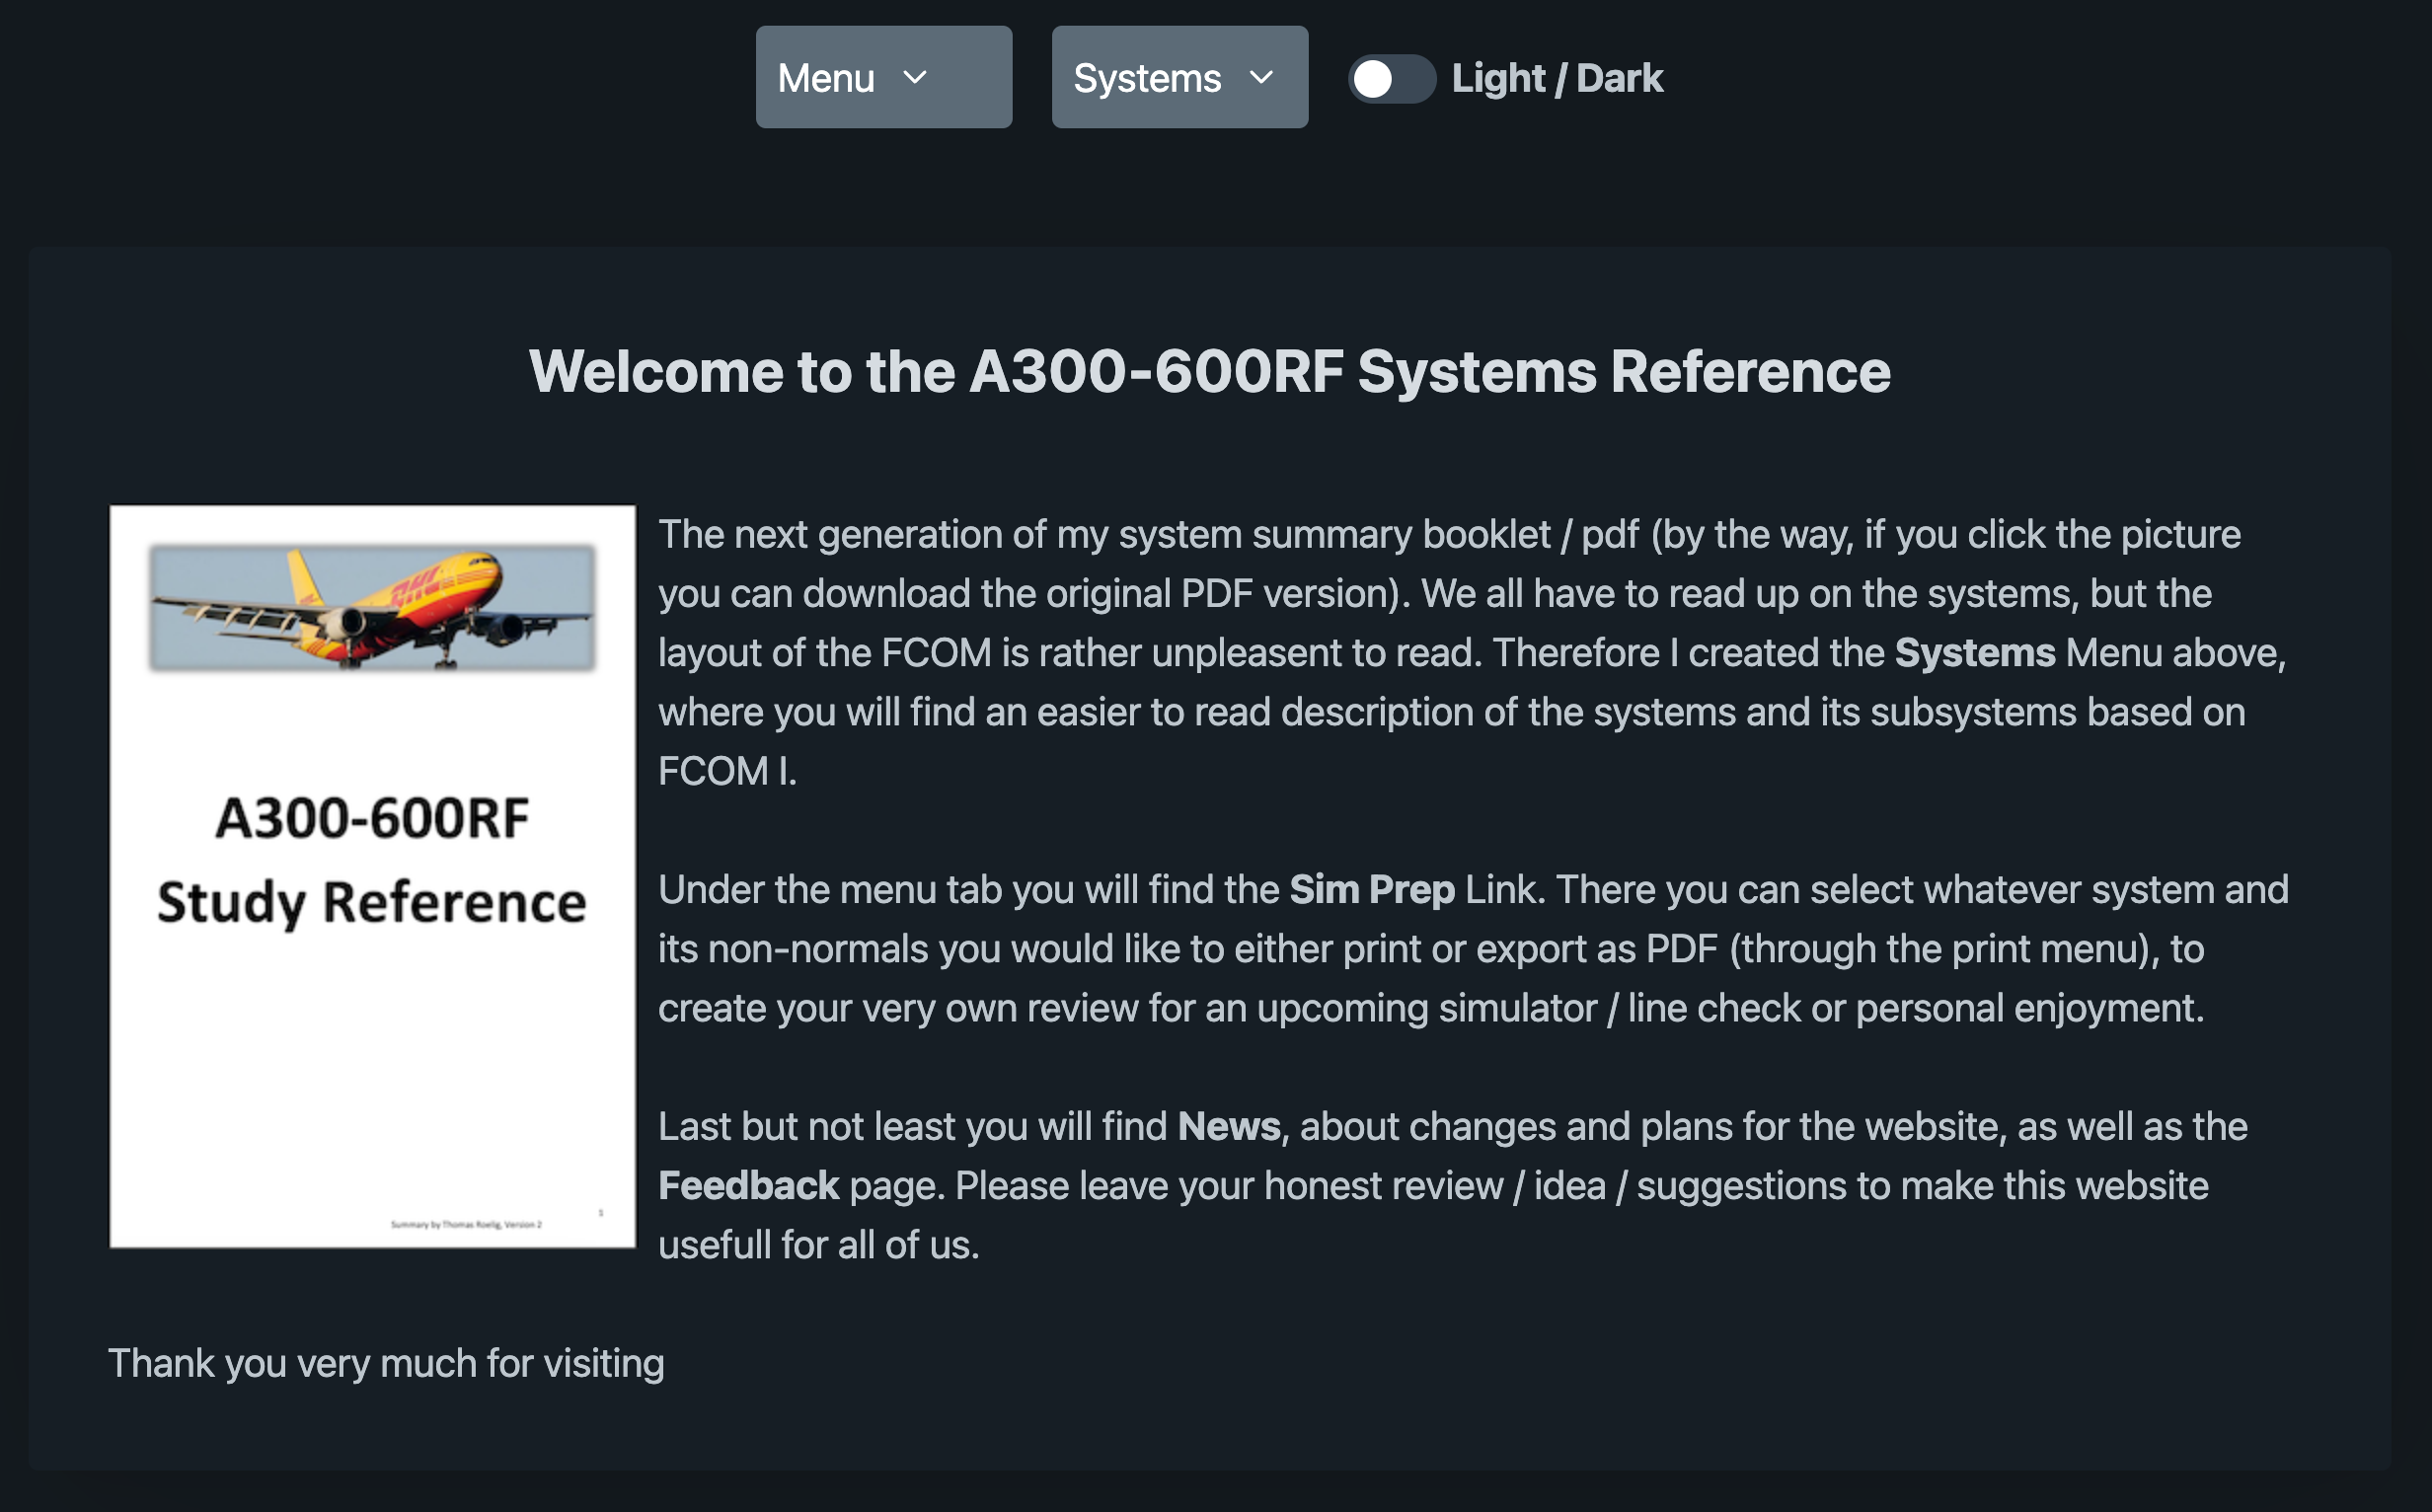 Menu
Systems
Light / Dark
Welcome to the A300-600RF Systems Reference
DHL
A300-600RF
Study Reference
1
Summary by Thomas Roelig, Version 2
The next generation of my system summary booklet / pdf (by the way, if you click the picture
you can download the original PDF version). We all have to read up on the systems, but the
layout of the FCOM is rather unpleasent to read. Therefore I created the Systems Menu above,
where you will find an easier to read description of the systems and its subsystems based on
FCOM I.
Under the menu tab you will find the Sim Prep Link. There you can select whatever system and
its non-normals you would like to either print or export as PDF (through the print menu), to
create your very own review for an upcoming simulator / line check or personal enjoyment.
Last but not least you will find News, about changes and plans for the website, as well as the
Feedback page. Please leave your honest review / idea / suggestions to make this website
usefull for all of us.
Thank you very much for visiting